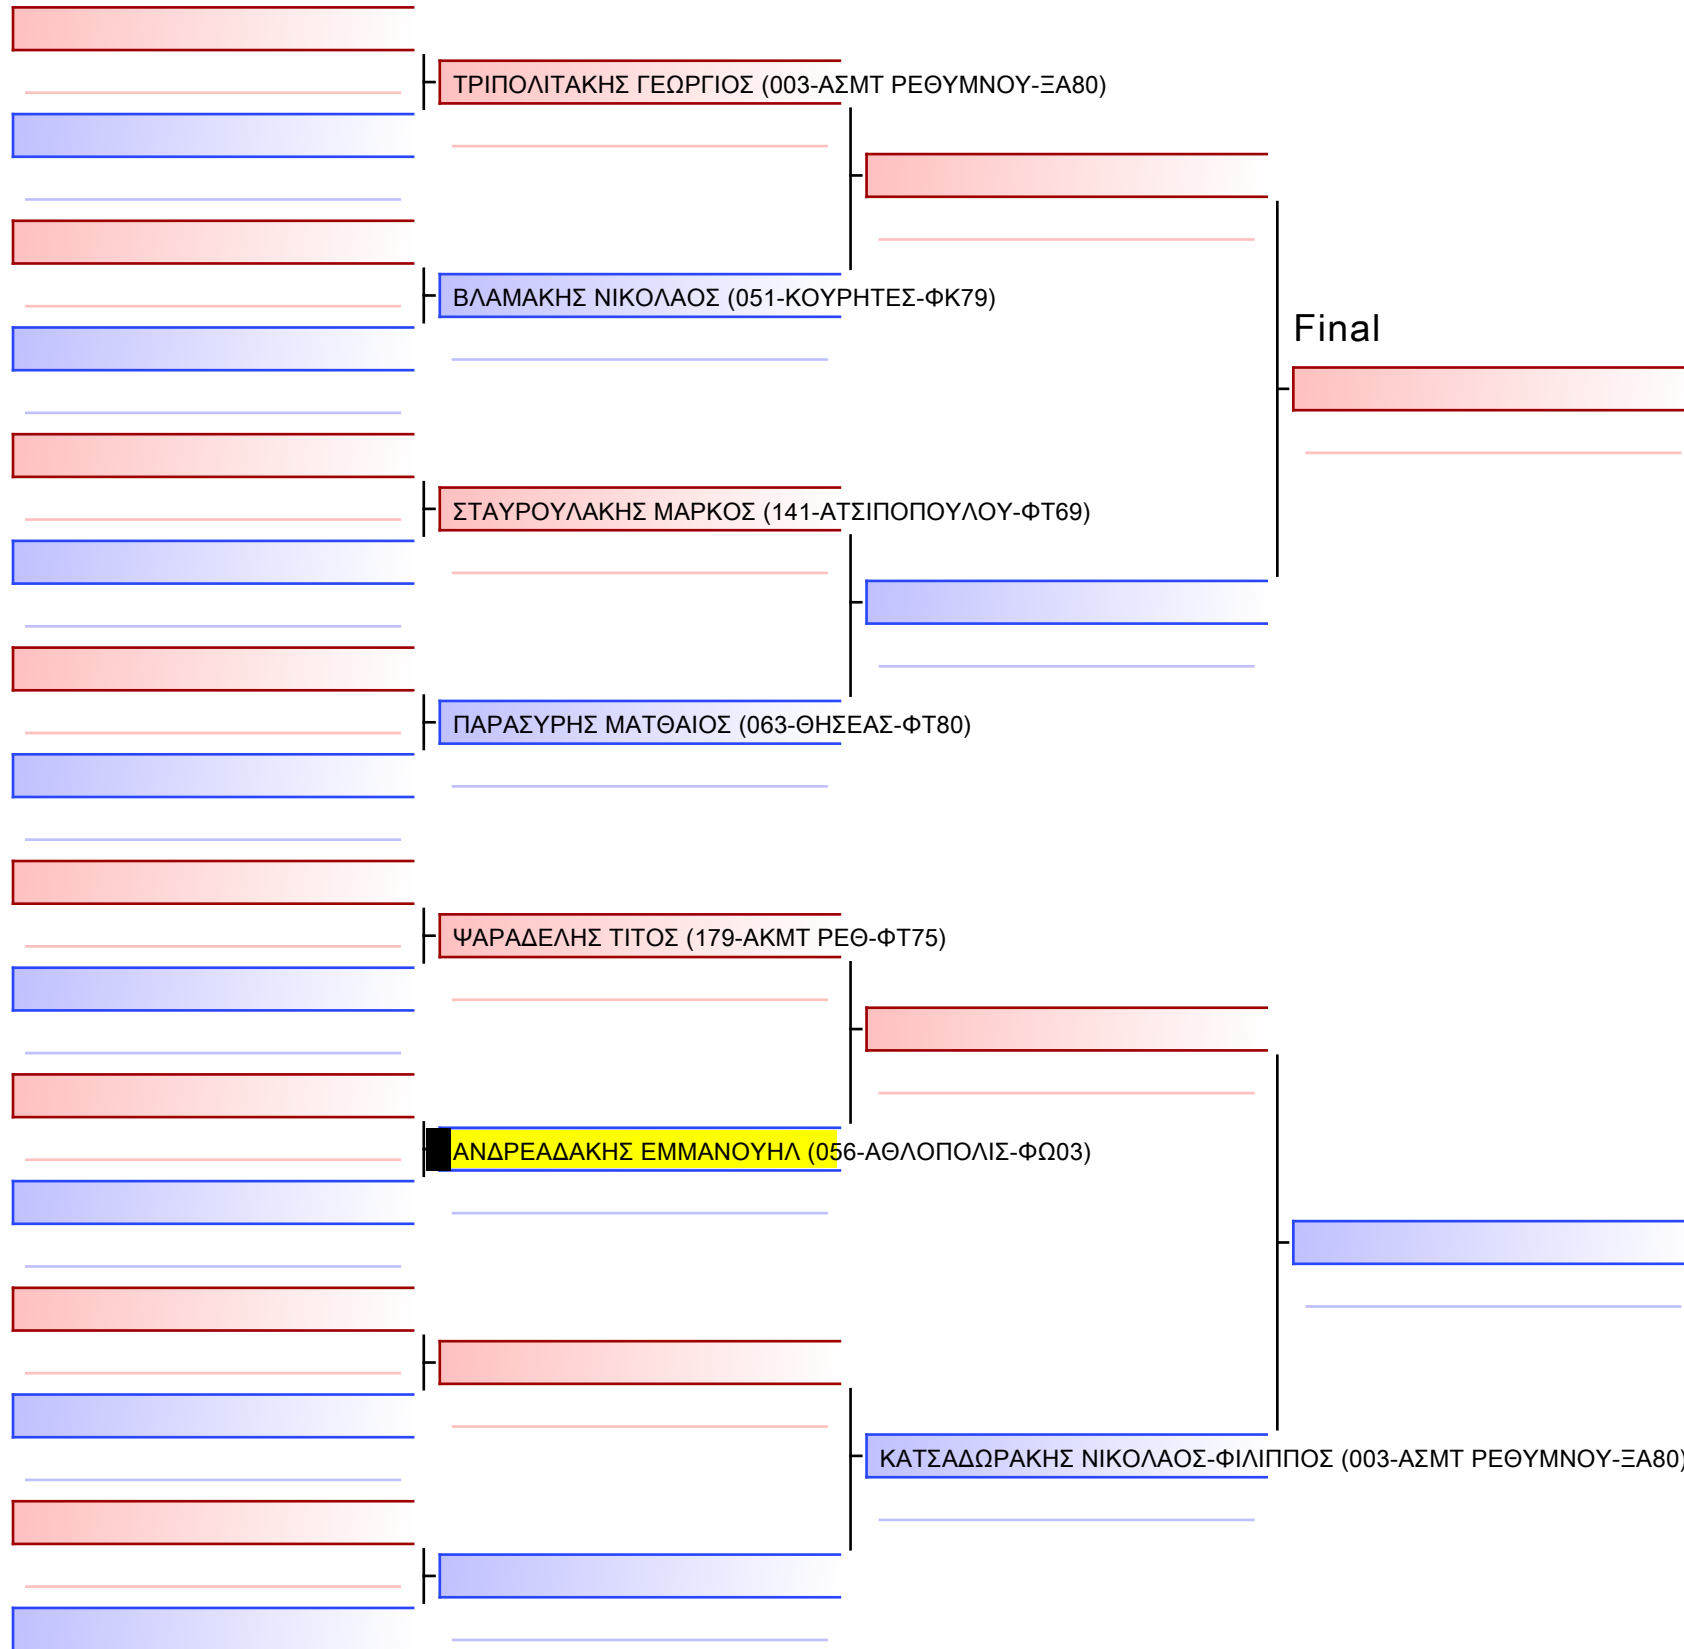 ΤΡΙΠΟΛΙΤΑΚΗΣ ΓΕΩΡΓΙΟΣ (003-ΑΣΜΤ ΡΕΘΥΜΝΟΥ-ΞΑ80)
ΒΛΑΜΑΚΗΣ ΝΙΚΟΛΑΟΣ (051-ΚΟΥΡΗΤΕΣ-ΦΚ79)
Final
ΣΤΑΥΡΟΥΛΑΚΗΣ ΜΑΡΚΟΣ (141-ΑΤΣΙΠΟΠΟΥΛΟΥ-ΦΤ69)
ΠΑΡΑΣΥΡΗΣ ΜΑΤΘΑΙΟΣ (063-ΘΗΣΕΑΣ-ΦΤ80)
ΨΑΡΑΔΕΛΗΣ ΤΙΤΟΣ (179-ΑΚΜΤ ΡΕΘ-ΦΤ75)
ΑΝΔΡΕΑΔΑΚΗΣ ΕΜΜΑΝΟΥΗΛ (056-ΑΘΛΟΠΟΛΙΣ-ΦΩ03)
ΚΑΤΣΑΔΩΡΑΚΗΣ ΝΙΚΟΛΑΟΣ-ΦΙΛΙΠΠΟΣ (003-ΑΣΜΤ ΡΕΘΥΜΝΟΥ-ΞΑ80)